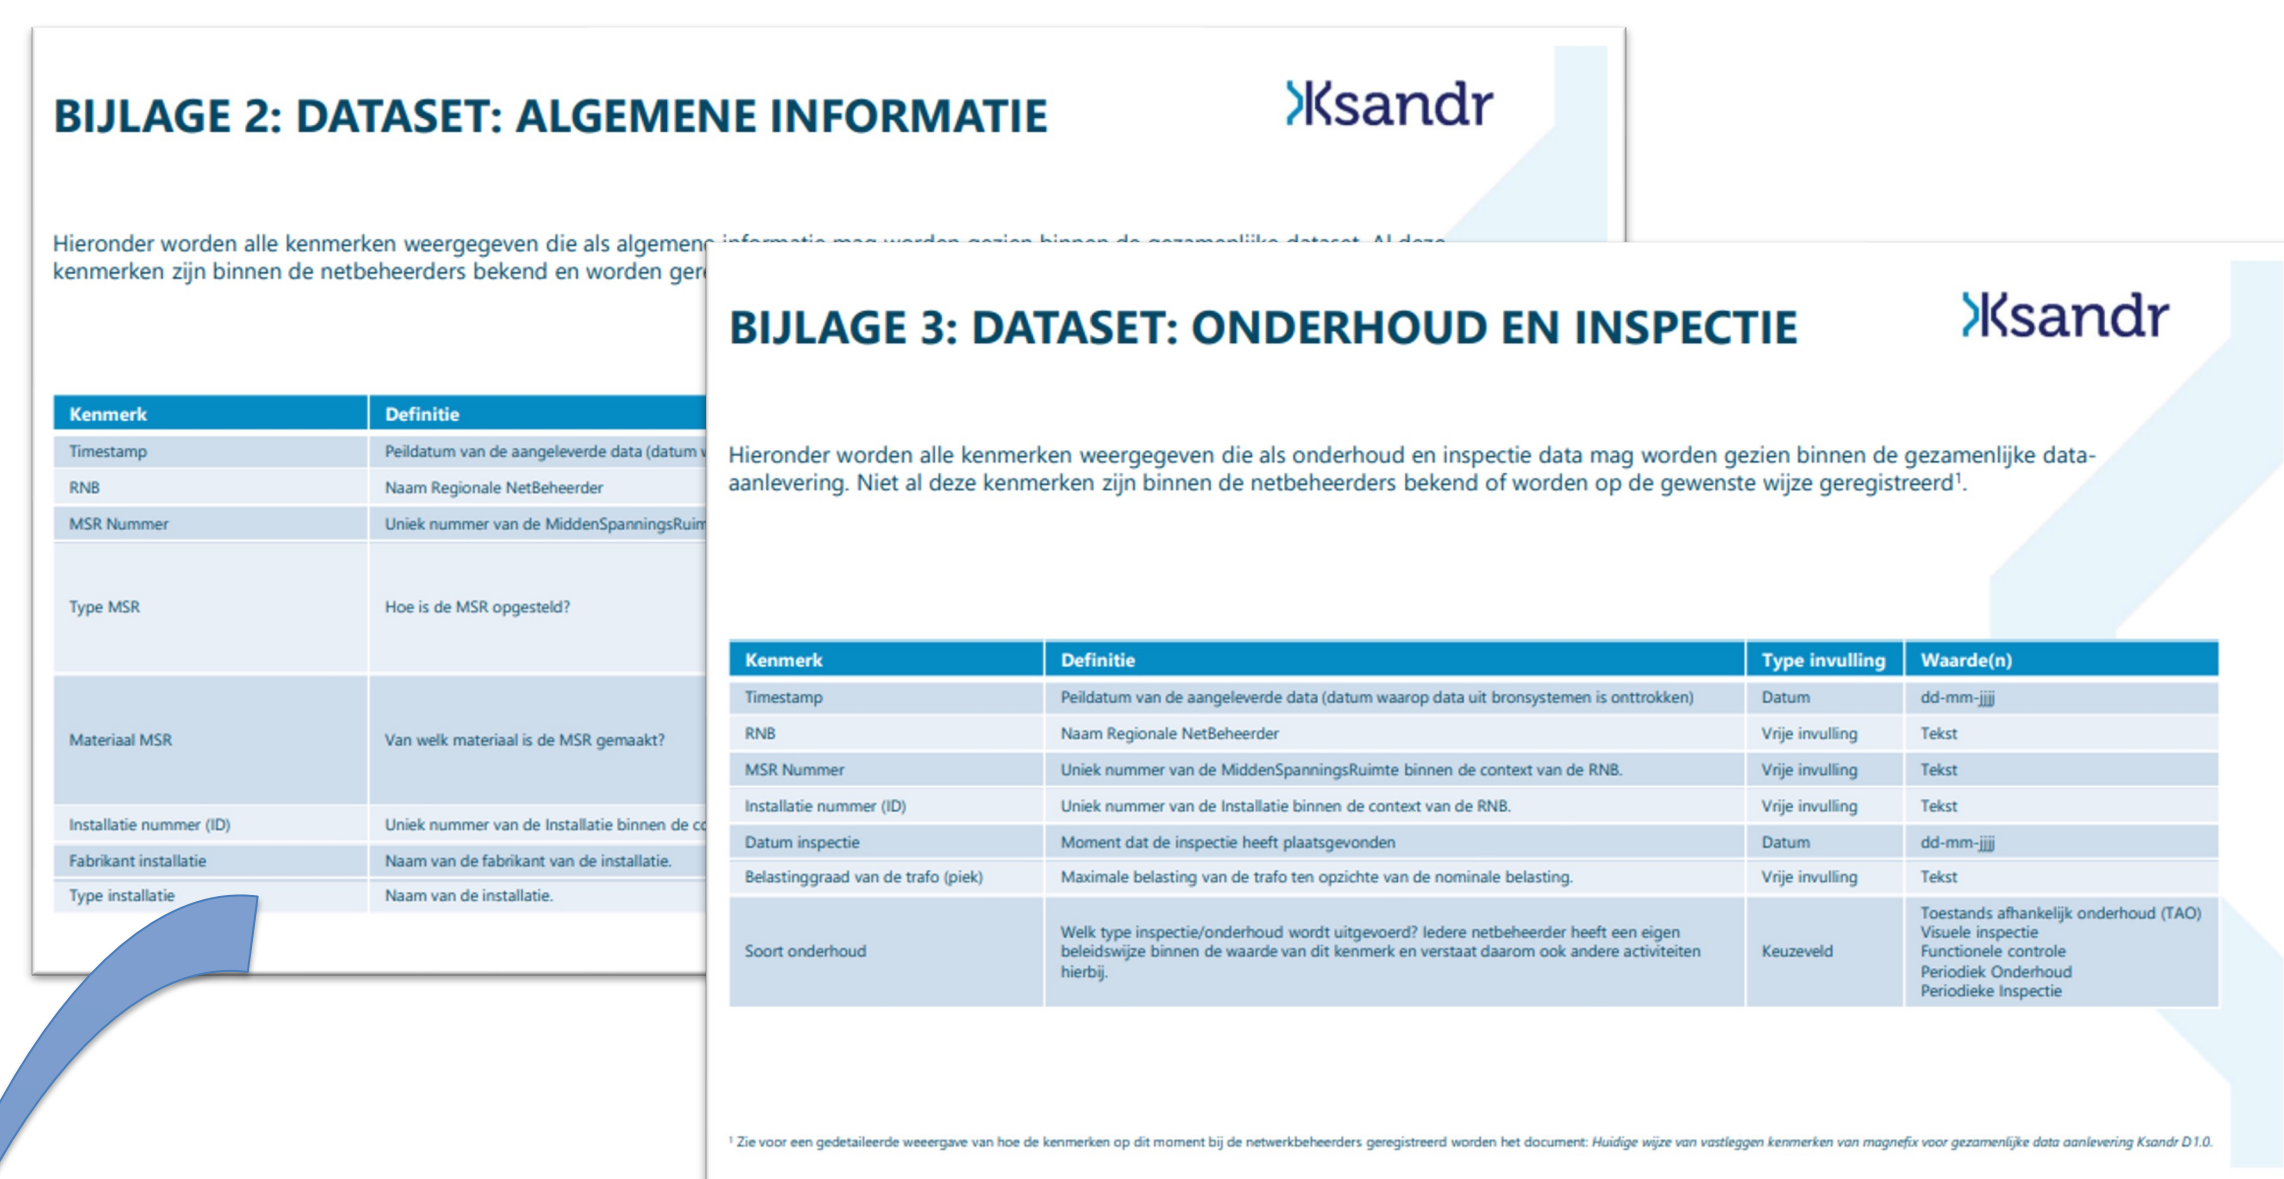 BIJLAGE 2: DATASET: ALGEMENE INFORMATIE
Ksandr
Hieronder worden alle kenmerken weergegeven die als algemene informatie mag worden gezien binnen de gezamenlijke dataset. Al deze
kenmerken zijn binnen de netbeheerders bekend en worden
Kenmerk Definitie
Timestamp Peildatum van de aangeleverde data (datum
RNB Naam Regionale NetBeheerder
MSR Nummer Uniek nummer van de MiddenSpanningsRuim
Type MSR Hoe is de MSR opgesteld?
Materiaal MSR Van welk materiaal is de MSR gemaakt?
Installatie nummer (ID) Uniek nummer van de Installatie binnen de
Fabrikant installatie Naam van de fabrikant van de installatie.
Type installatie Naam van de installatie.
BIJLAGE 3: DATASET: ONDERHOUD EN INSPECTIE
Ksandr
Hieronder worden alle kenmerken weergegeven die als onderhoud en inspectie data mag worden gezien binnen de gezamenlijke data-
aanlevering. Niet al deze kenmerken zijn binnen de netbeheerders bekend of worden op de gewenste wijze geregistreerd¹.
Kenmerk Definitie Type invulling Waarde(n)
Timestamp Peildatum van de aangeleverde data (datum waarop data uit bronsystemen is onttrokken) Datum dd-mm-jjjj
RNB Naam Regionale NetBeheerder Vrije invulling Tekst
MSR Nummer Uniek nummer van de MiddenSpanningsRuimte binnen de context van de RNB. Vrije invulling Tekst
Installatie nummer (ID) Uniek nummer van de Installatie binnen de context van de RNB. Vrije invulling Tekst
Datum inspectie Moment dat de inspectie heeft plaatsgevonden Datum dd-mm-jjjj
Belastinggraad van de trafo (piek) Maximale belasting van de trafo ten opzichte van de nominale belasting. Vrije invulling Tekst
Soort onderhoud
Welk type inspectie/onderhoud wordt uitgevoerd? Iedere netbeheerder heeft een eigen
beleidswijze binnen de waarde van dit kenmerk en verstaat daarom ook andere activiteiten
hierbij.
Keuzeveld
Toestands afhankelijk onderhoud (TAO)
Visuele inspectie
Functionele controle
Periodiek Onderhoud
Periodieke Inspectie
¹ Zie voor een gedetaileerde weeergave van hoe de kenmerken op dit moment bij de netwerkbeheerders geregistreerd worden het document: Huidige wijze van vastleggen kenmerken van magnefix voor gezamenlijke data aanlevering Ksandr D1.0.